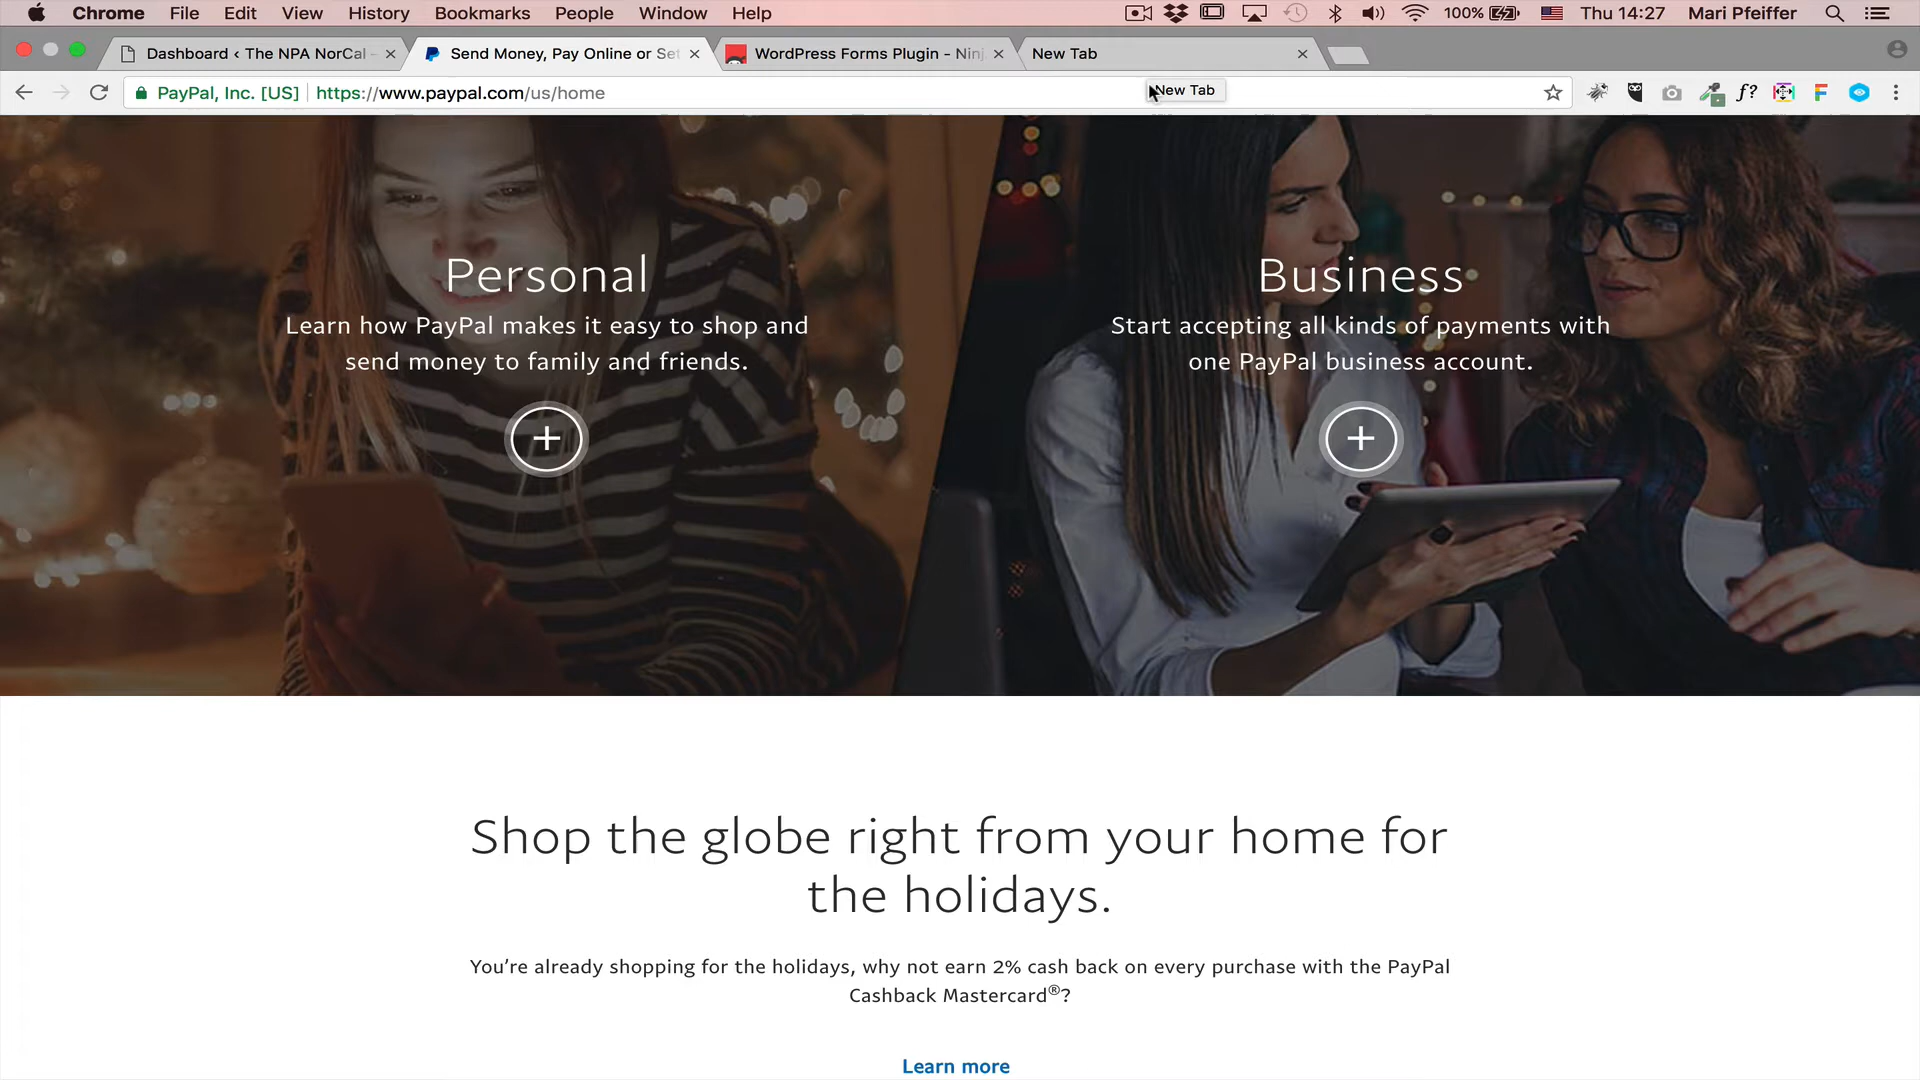 Chrome File Edit View History Bookmarks People Window Help 100% Thu 14:27 Mari Pfeiffer
Dashboard ‹ The NPA NorCal - Send Money, Pay Online or Set WordPress Forms Plugin - Ninj New Tab
PayPal, Inc. [US] https://www.paypal.com/us/home f? F
New Tab
Personal
Learn how PayPal makes it easy to shop and
send money to family and friends.
+
Business
Start accepting all kinds of payments with
one PayPal business account.
+
Shop the globe right from your home for
the holidays.
You’re already shopping for the holidays, why not earn 2% cash back on every purchase with the PayPal
Cashback Mastercard®?
Learn more